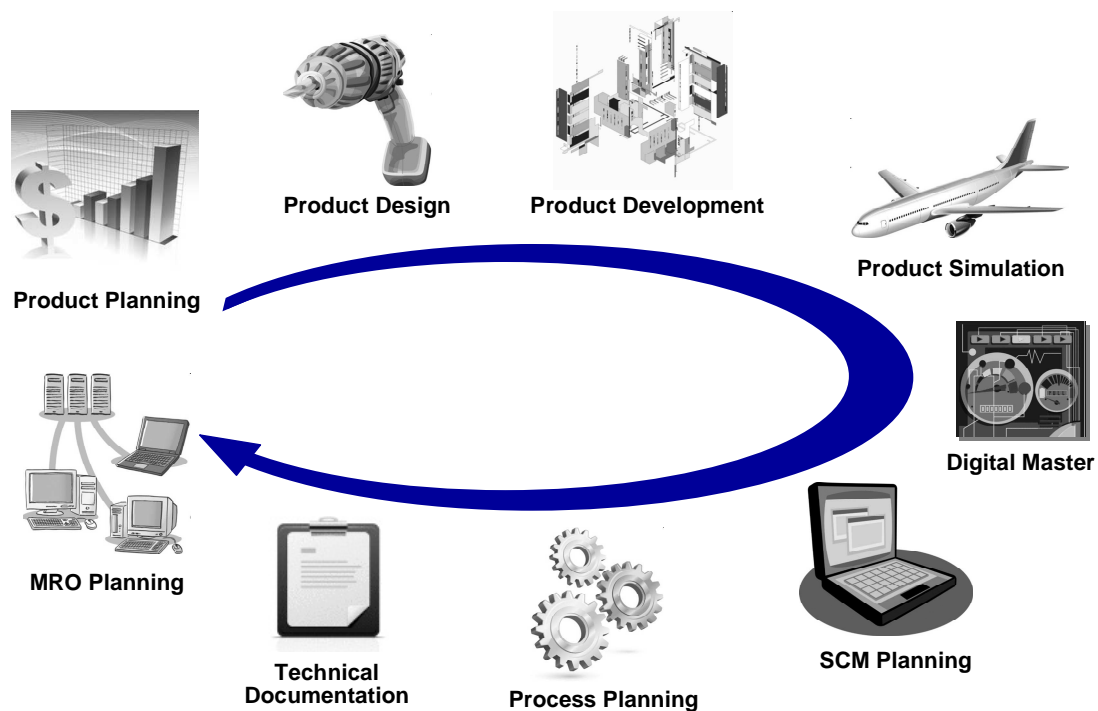 Product Planning
Product Design
Product Development
Product Simulation
Digital Master
SCM Planning
Process Planning
Technical
Documentation
MRO Planning